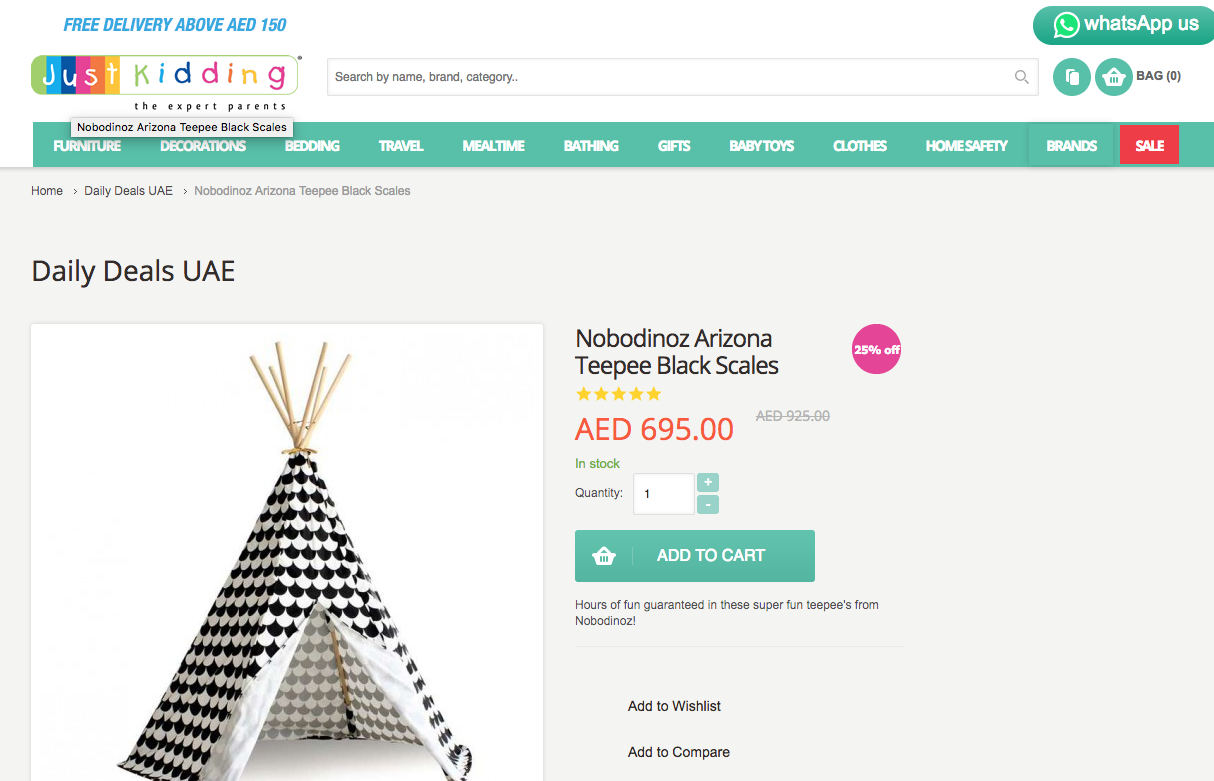 FREE DELIVERY ABOVE AED 150
whatsApp us
Just Kidding
the expert parents
Search by name, brand, category..
BAG (0)
Nobodinoz Arizona Teepee Black Scales
FURNITURE DECORATIONS BEDDING TRAVEL MEALTIME BATHING GIFTS BABY TOYS CLOTHES HOME SAFETY BRANDS SALE
Home › Daily Deals UAE › Nobodinoz Arizona Teepee Black Scales
Daily Deals UAE
Nobodinoz Arizona
Teepee Black Scales
25% off
AED 695.00 AED 925.00
In stock
Quantity: 1 + -
ADD TO CART
Hours of fun guaranteed in these super fun teepee's from
Nobodinoz!
Add to Wishlist
Add to Compare